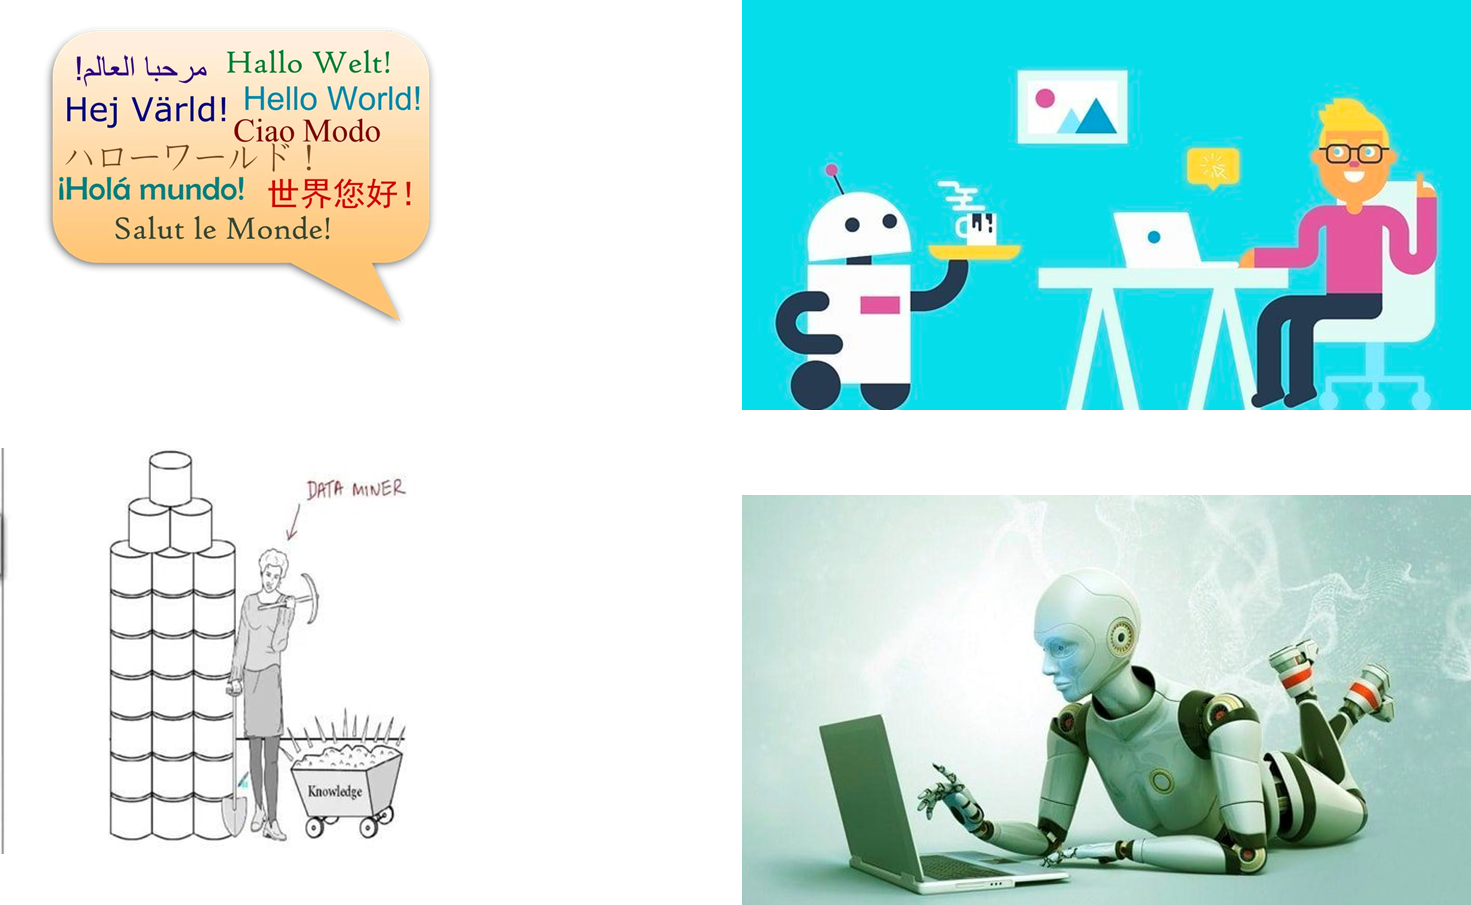 مرحبا العالم!
Hallo Welt!
Hej Värld!
Hello World!
Ciao Modo
ハローワールド！
¡Holá mundo!
世界您好!
Salut le Monde!
DATA MINER
Knowledge